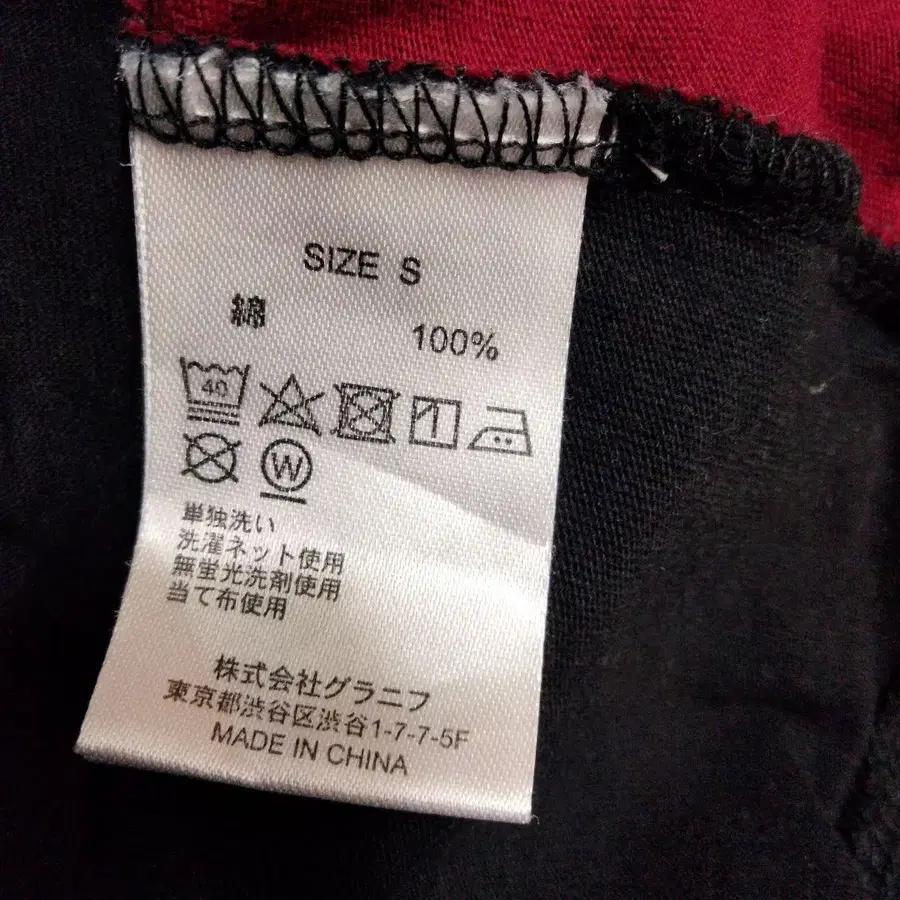 SIZE S
綿 100%
40
W
単独洗い
洗濯ネット使用
無蛍光洗剤使用
当て布使用
株式会社グラニフ
東京都渋谷区渋谷1-7-7-5F
MADE IN CHINA